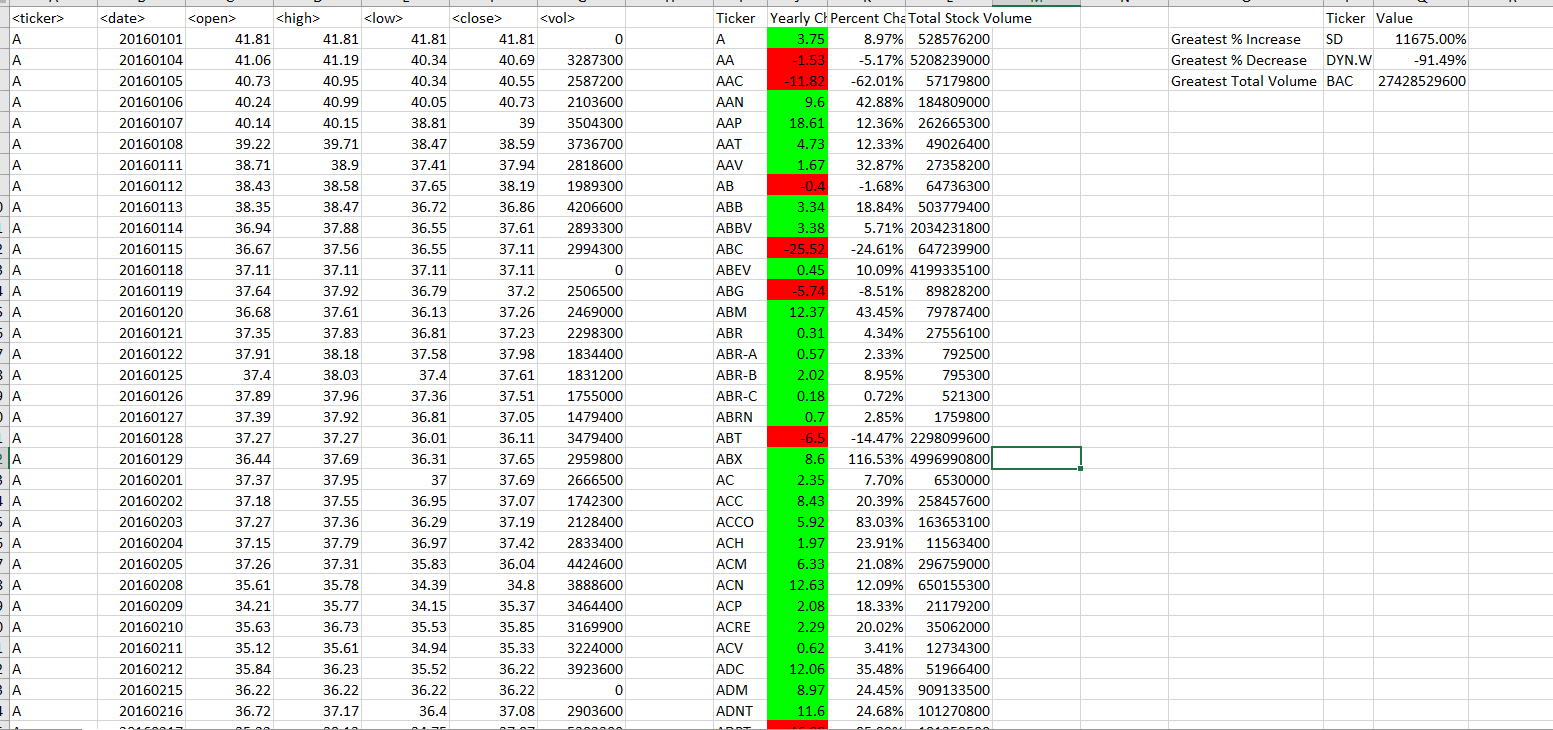 <ticker> <date> <open> <high> <low> <close> <vol> Ticker Yearly Ch Percent Cha Total Stock Volume Ticker Value
A 20160101 41.81 41.81 41.81 41.81 0 A 3.75 8.97% 528576200 Greatest % Increase SD 11675.00%
A 20160104 41.06 41.19 40.34 40.69 3287300 AA -1.53 -5.17% 5208239000 Greatest % Decrease DYN.W -91.49%
A 20160105 40.73 40.95 40.34 40.55 2587200 AAC -11.82 -62.01% 57179800 Greatest Total Volume BAC 27428529600
A 20160106 40.24 40.99 40.05 40.73 2103600 AAN 9.6 42.88% 184809000
A 20160107 40.14 40.15 38.81 39 3504300 AAP 18.61 12.36% 262665300
A 20160108 39.22 39.71 38.47 38.59 3736700 AAT 4.73 12.33% 49026400
A 20160111 38.71 38.9 37.41 37.94 2818600 AAV 1.67 32.87% 27358200
A 20160112 38.43 38.58 37.65 38.19 1989300 AB -0.4 -1.68% 64736300
A 20160113 38.35 38.47 36.72 36.86 4206600 ABB 3.34 18.84% 503779400
A 20160114 36.94 37.88 36.55 37.61 2893300 ABBV 3.38 5.71% 2034231800
A 20160115 36.67 37.56 36.55 37.11 2994300 ABC -25.52 -24.61% 647239900
A 20160118 37.11 37.11 37.11 37.11 0 ABEV 0.45 10.09% 4199335100
A 20160119 37.64 37.92 36.79 37.2 2506500 ABG -5.74 -8.51% 89828200
A 20160120 36.68 37.61 36.13 37.26 2469000 ABM 12.37 43.45% 79787400
A 20160121 37.35 37.83 36.81 37.23 2298300 ABR 0.31 4.34% 27556100
A 20160122 37.91 38.18 37.58 37.98 1834400 ABR-A 0.57 2.33% 792500
A 20160125 37.4 38.03 37.4 37.61 1831200 ABR-B 2.02 8.95% 795300
A 20160126 37.89 37.96 37.36 37.51 1755000 ABR-C 0.18 0.72% 521300
A 20160127 37.39 37.92 36.81 37.05 1479400 ABRN 0.7 2.85% 1759800
A 20160128 37.27 37.27 36.01 36.11 3479400 ABT -6.5 -14.47% 2298099600
A 20160129 36.44 37.69 36.31 37.65 2959800 ABX 8.6 116.53% 4996990800
A 20160201 37.37 37.95 37 37.69 2666500 AC 2.35 7.70% 6530000
A 20160202 37.18 37.55 36.95 37.07 1742300 ACC 8.43 20.39% 258457600
A 20160203 37.27 37.36 36.29 37.19 2128400 ACCO 5.92 83.03% 163653100
A 20160204 37.15 37.79 36.97 37.42 2833400 ACH 1.97 23.91% 11563400
A 20160205 37.26 37.31 35.83 36.04 4424600 ACM 6.33 21.08% 296759000
A 20160208 35.61 35.78 34.39 34.8 3888600 ACN 12.63 12.09% 650155300
A 20160209 34.21 35.77 34.15 35.37 3464400 ACP 2.08 18.33% 21179200
A 20160210 35.63 36.73 35.53 35.85 3169900 ACRE 2.29 20.02% 35062000
A 20160211 35.12 35.61 34.94 35.33 3224000 ACV 0.62 3.41% 12734300
A 20160212 35.84 36.23 35.52 36.22 3923600 ADC 12.06 35.48% 51966400
A 20160215 36.22 36.22 36.22 36.22 0 ADM 8.97 24.45% 909133500
A 20160216 36.72 37.17 36.4 37.08 2903600 ADNT 11.6 24.68% 101270800